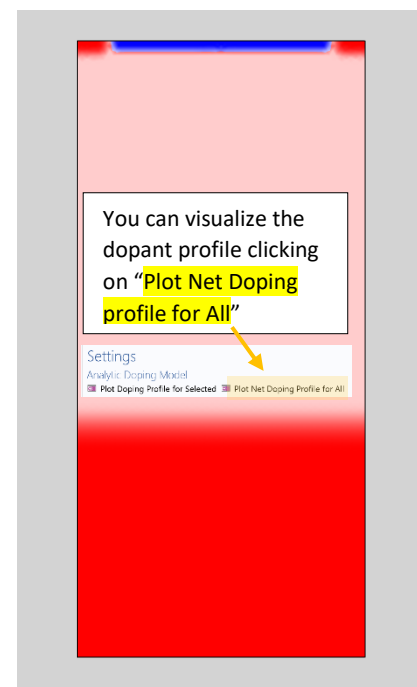 You can visualize the
dopant profile clicking
on “Plot Net Doping
profile for All”
Settings
Analytic Doping Model
Plot Doping Profile for Selected Plot Net Doping Profile for All